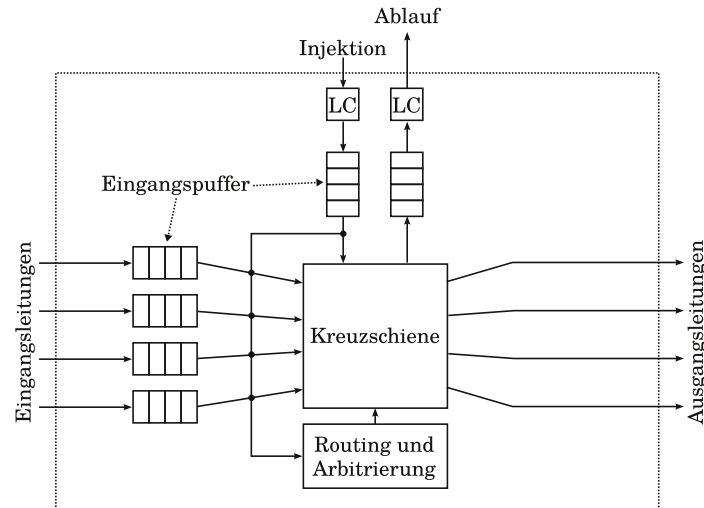 Ablauf
Injektion
LC
LC
Eingangspuffer
Eingangsleitungen
Kreuzschiene
Ausgangsleitungen
Routing und
Arbitrierung